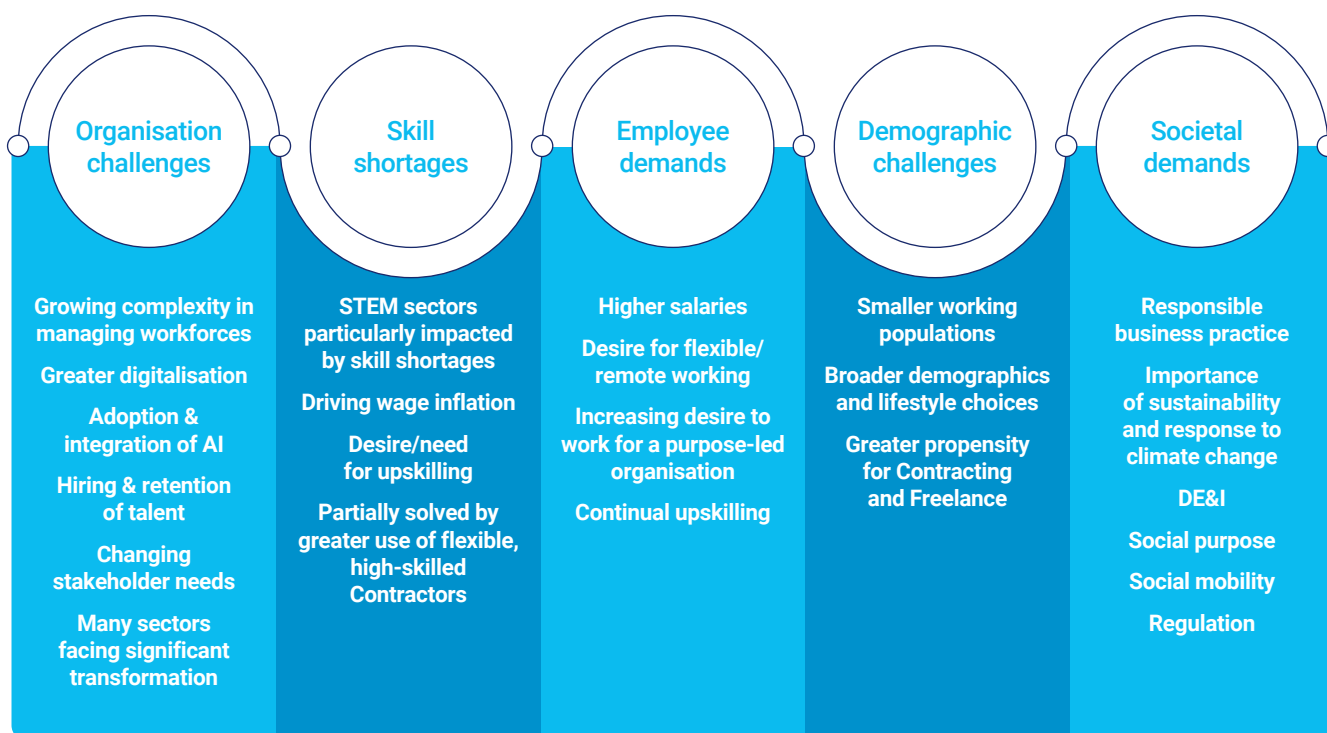 Organisation
challenges
Growing complexity in
managing workforces
Greater digitalisation
Adoption &
integration of AI
Hiring & retention
of talent
Changing
stakeholder needs
Many sectors
facing significant
transformation
Skill
shortages
STEM sectors
particularly impacted
by skill shortages
Driving wage inflation
Desire/need
for upskilling
Partially solved by
greater use of flexible,
high-skilled
Contractors
Employee
demands
Higher salaries
Desire for flexible/
remote working
Increasing desire to
work for a purpose-led
organisation
Continual upskilling
Demographic
challenges
Smaller working
populations
Broader demographics
and lifestyle choices
Greater propensity
for Contracting
and Freelance
Societal
demands
Responsible
business practice
Importance
of sustainability
and response to
climate change
DE&I
Social purpose
Social mobility
Regulation